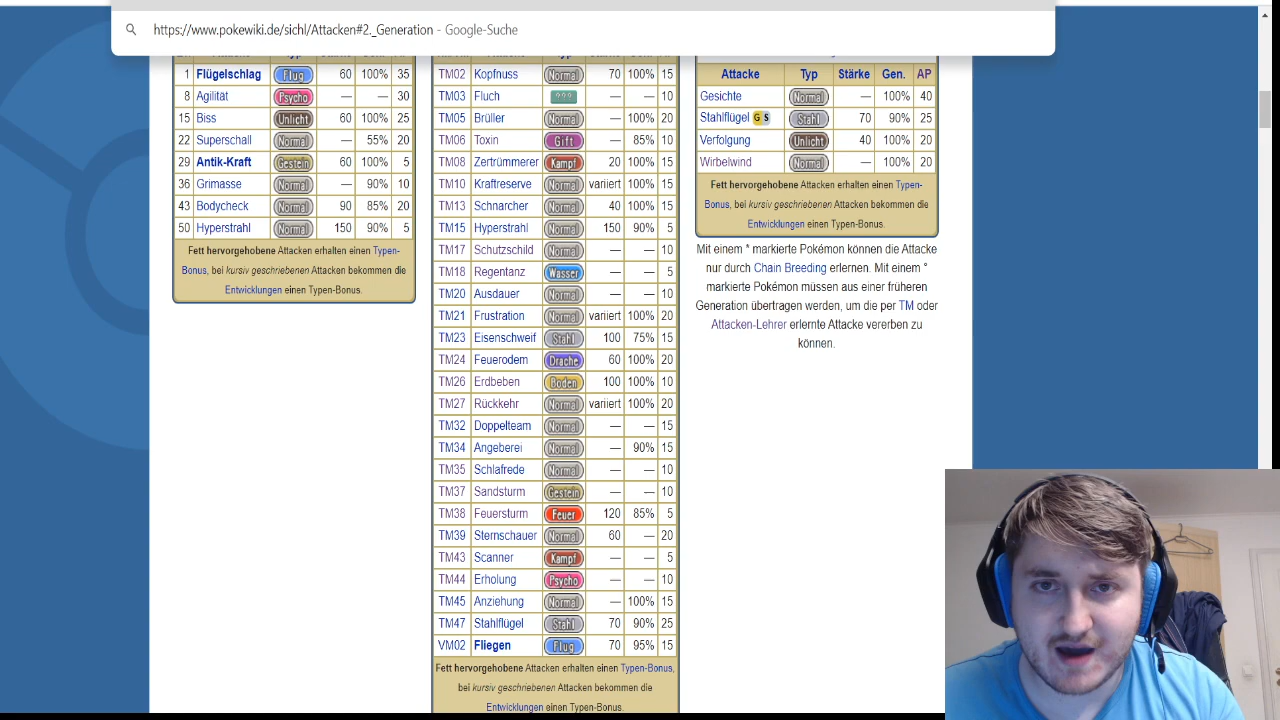 https://www.pokewiki.de/sichl/Attacken#2._Generation - Google-Suche
1 Flügelschlag Flug 60 100% 35
8 Agilität Psycho — — 30
15 Biss Unlicht 60 100% 25
22 Superschall Normal — 55% 20
29 Antik-Kraft Gestein 60 100% 5
36 Grimasse Normal — 90% 10
43 Bodycheck Normal 90 85% 20
50 Hyperstrahl Normal 150 90% 5
Fett hervorgehobene Attacken erhalten einen Typen-
Bonus, bei kursiv geschriebenen Attacken bekommen die
Entwicklungen einen Typen-Bonus.
TM02 Kopfnuss Normal 70 100% 15
TM03 Fluch ??? — — 10
TM05 Brüller Normal — 100% 20
TM06 Toxin Gift — 85% 10
TM08 Zertrümmerer Kampf 20 100% 15
TM10 Kraftreserve Normal variiert 100% 15
TM13 Schnarcher Normal 40 100% 15
TM15 Hyperstrahl Normal 150 90% 5
TM17 Schutzschild Normal — — 10
TM18 Regentanz Wasser — — 5
TM20 Ausdauer Normal — — 10
TM21 Frustration Normal variiert 100% 20
TM23 Eisenschweif Stahl 100 75% 15
TM24 Feuerodem Drache 60 100% 20
TM26 Erdbeben Boden 100 100% 10
TM27 Rückkehr Normal variiert 100% 20
TM32 Doppelteam Normal — — 15
TM34 Angeberei Normal — 90% 15
TM35 Schlafrede Normal — — 10
TM37 Sandsturm Gestein — — 10
TM38 Feuersturm Feuer 120 85% 5
TM39 Sternschauer Normal 60 — 20
TM43 Scanner Kampf — — 5
TM44 Erholung Psycho — — 10
TM45 Anziehung Normal — 100% 15
TM47 Stahlflügel Stahl 70 90% 25
VM02 Fliegen Flug 70 95% 15
Fett hervorgehobene Attacken erhalten einen Typen-Bonus,
bei kursiv geschriebenen Attacken bekommen die
Entwicklungen einen Typen-Bonus.
Attacke Typ Stärke Gen. AP
Gesichte Normal — 100% 40
Stahlflügel G S Stahl 70 90% 25
Verfolgung Unlicht 40 100% 20
Wirbelwind Normal — 100% 20
Fett hervorgehobene Attacken erhalten einen Typen-
Bonus, bei kursiv geschriebenen Attacken bekommen die
Entwicklungen einen Typen-Bonus.
Mit einem * markierte Pokémon können die Attacke
nur durch Chain Breeding erlernen. Mit einem °
markierte Pokémon müssen aus einer früheren
Generation übertragen werden, um die per TM oder
Attacken-Lehrer erlernte Attacke vererben zu
können.